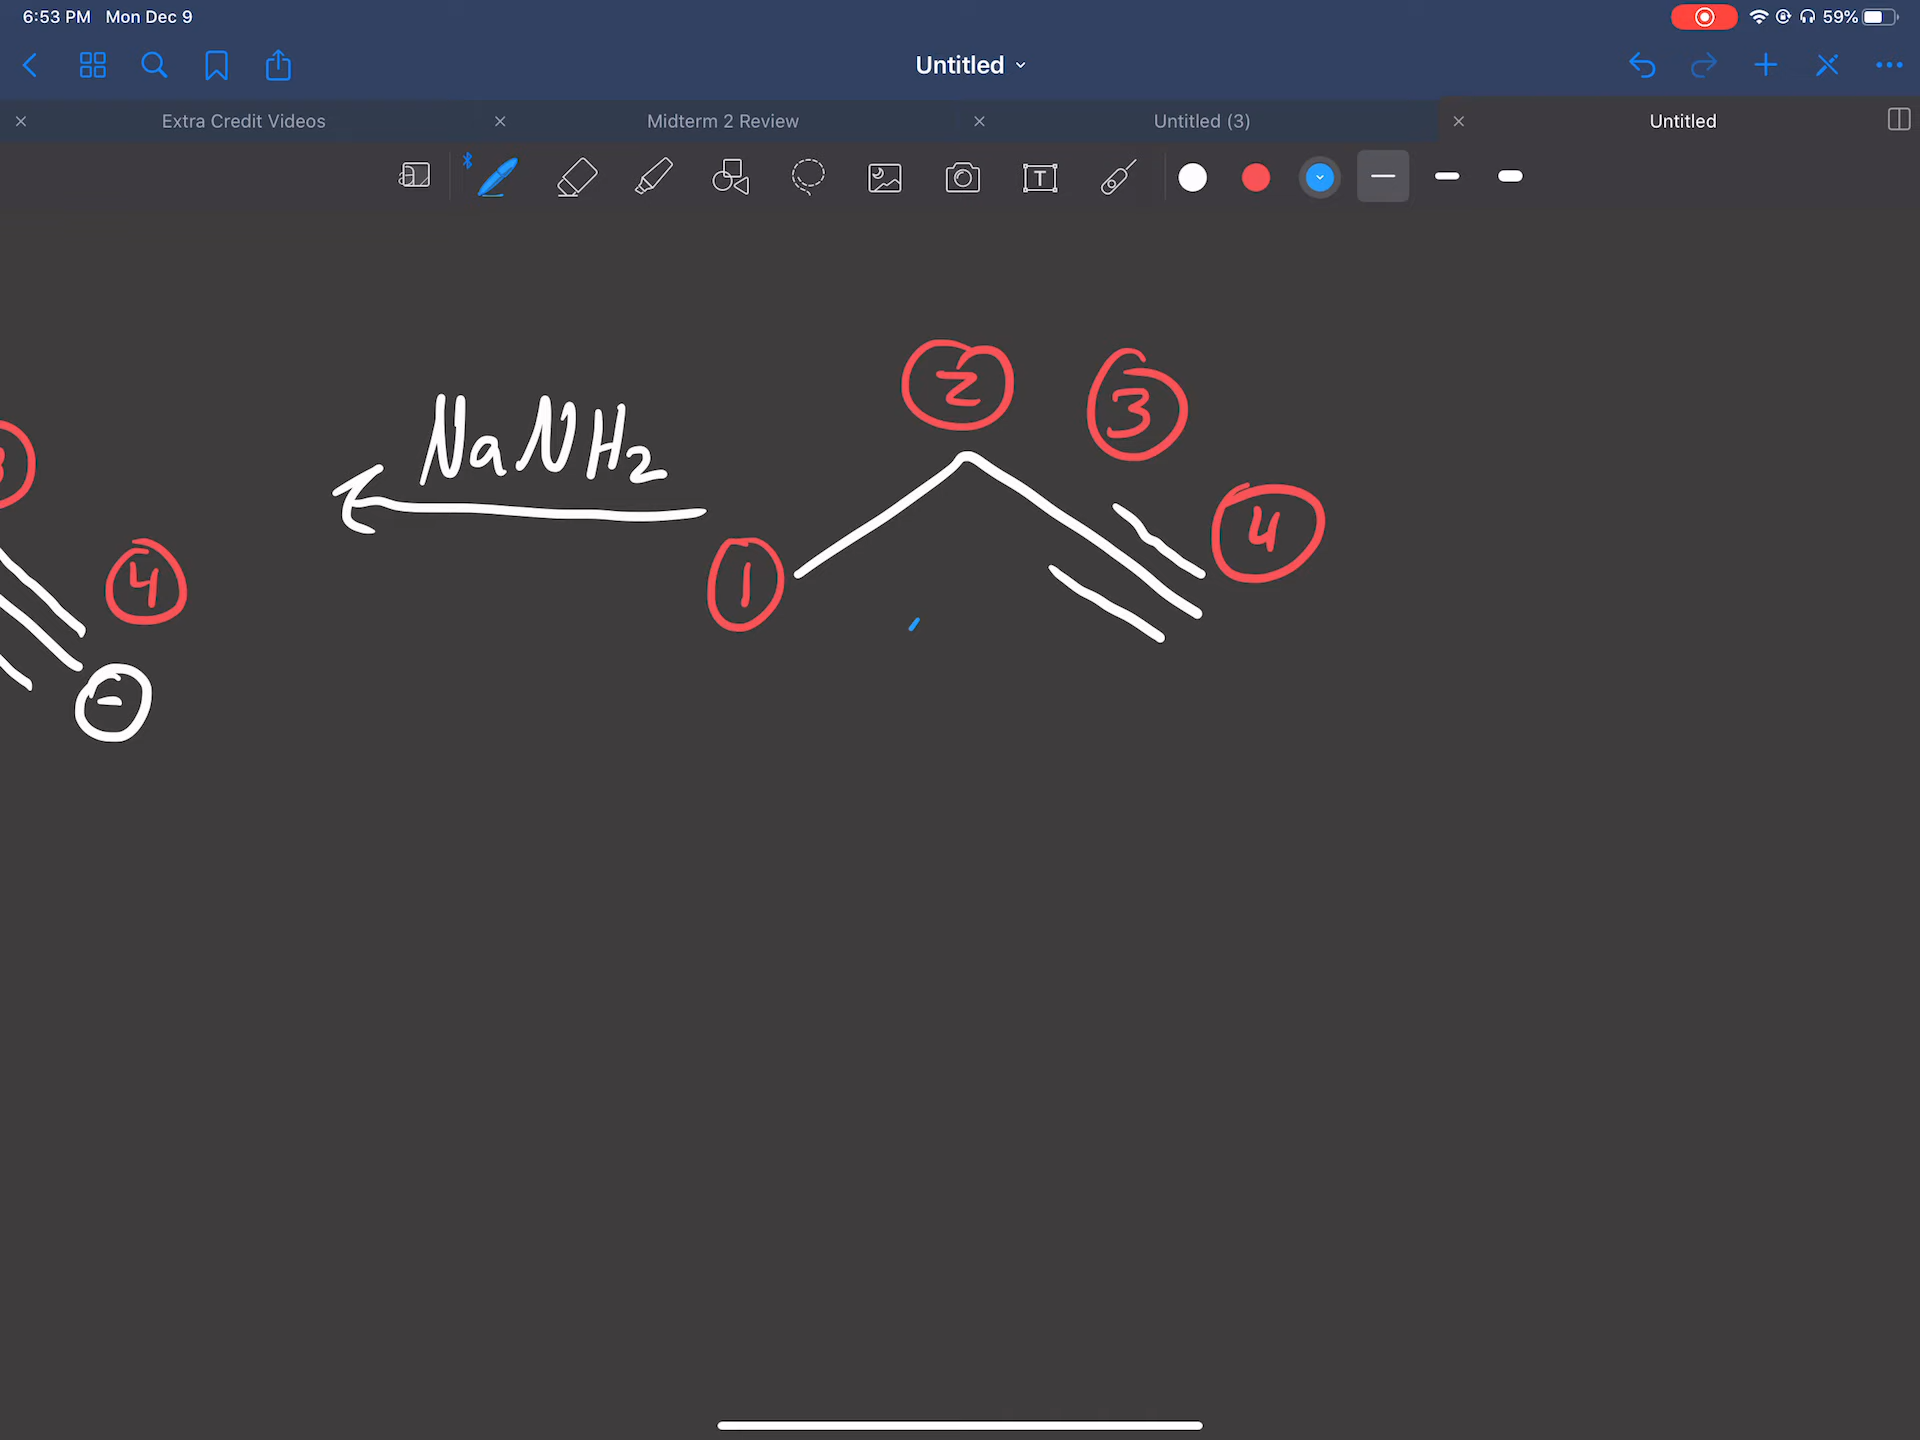 6:53 PM Mon Dec 9
59%
Untitled
Extra Credit Videos
Midterm 2 Review
Untitled (3)
Untitled
T
2
3
NaNH2
3
4
1
4
-